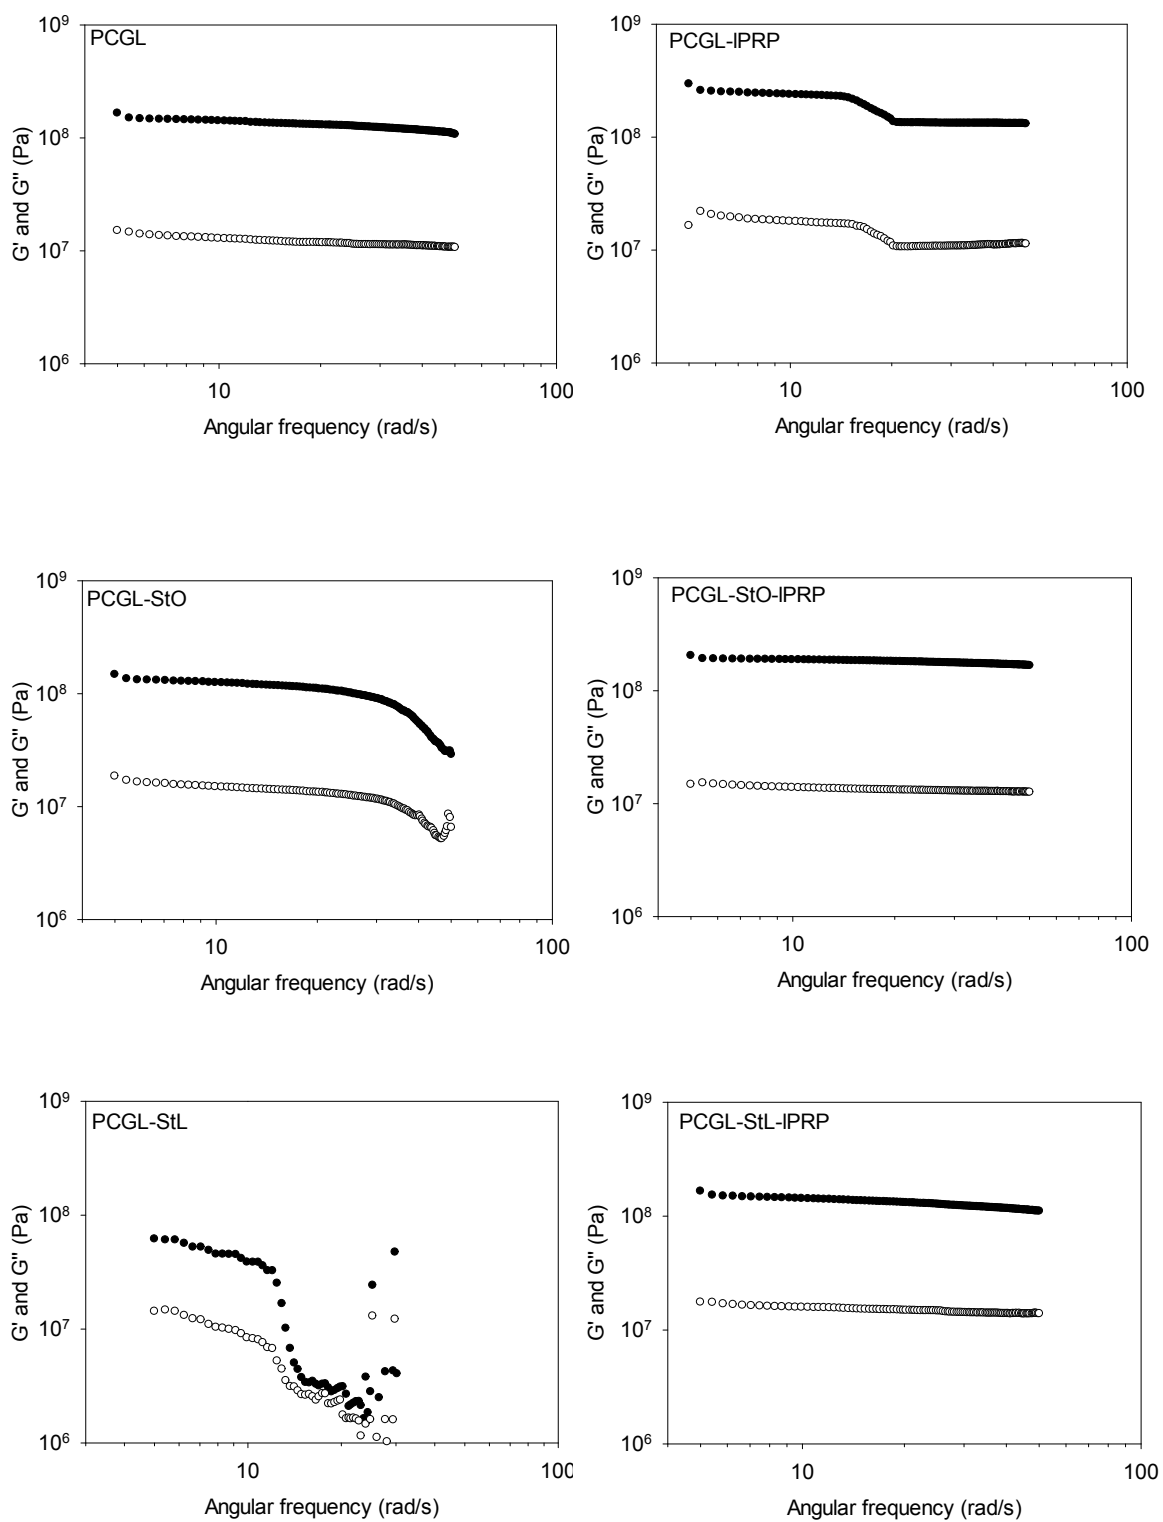 PCGL
10⁹
10⁸
10⁷
10⁶
G' and G" (Pa)
10
100
Angular frequency (rad/s)
PCGL-IPRP
10⁹
10⁸
10⁷
10⁶
G' and G" (Pa)
10
100
Angular frequency (rad/s)
PCGL-StO
10⁹
10⁸
10⁷
10⁶
G' and G" (Pa)
10
100
Angular frequency (rad/s)
PCGL-StO-IPRP
10⁹
10⁸
10⁷
10⁶
G' and G" (Pa)
10
100
Angular frequency (rad/s)
PCGL-StL
10⁹
10⁸
10⁷
10⁶
G' and G" (Pa)
10
100
Angular frequency (rad/s)
PCGL-StL-IPRP
10⁹
10⁸
10⁷
10⁶
G' and G" (Pa)
10
100
Angular frequency (rad/s)